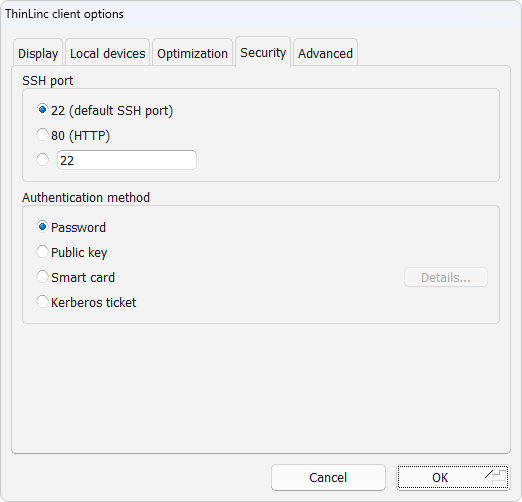 ThinLinc client options
Display
Local devices
Optimization
Security
Advanced
SSH port
22 (default SSH port)
80 (HTTP)
22
Authentication method
Password
Public key
Smart card
Details...
Kerberos ticket
Cancel
OK